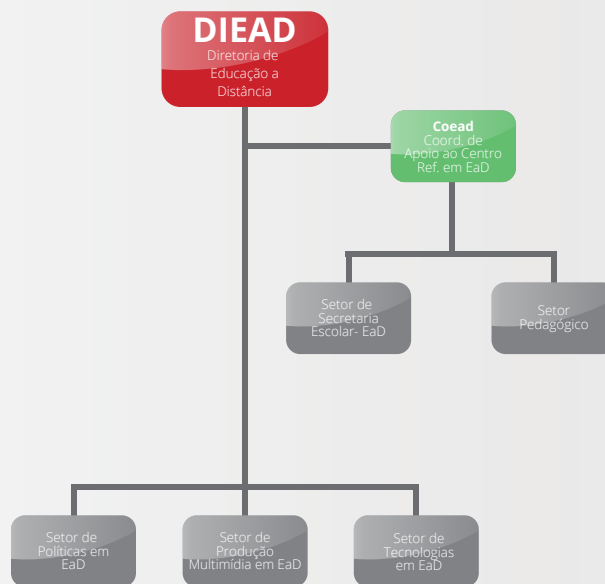 DIEAD
Diretoria de
Educação a
Distância
Coead
Coord. de
Apoio ao Centro
Ref. em EaD
Setor de
Secretaria
Escolar- EaD
Setor
Pedagógico
Setor de
Políticas em
EaD
Setor de
Produção
Multimídia em EaD
Setor de
Tecnologias
em EaD